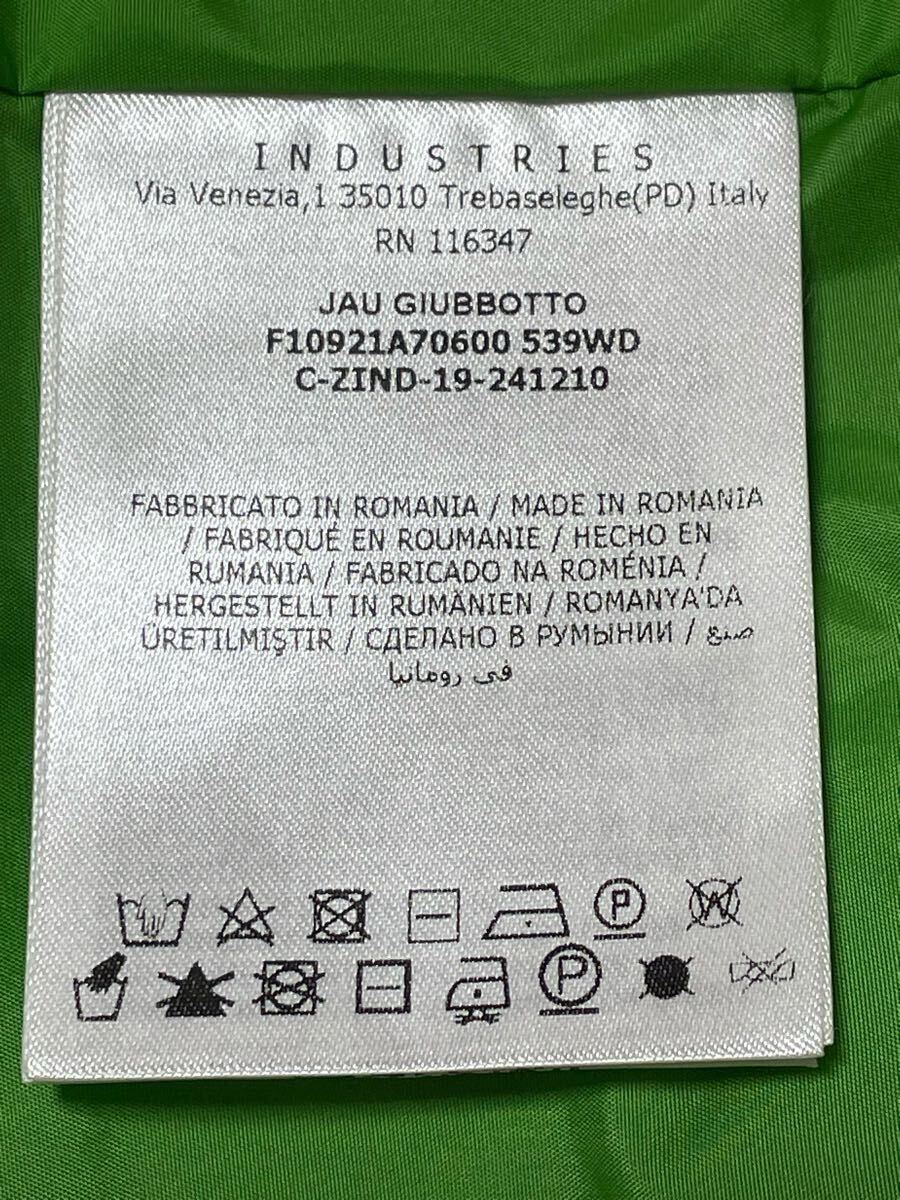 INDUSTRIES
Via Venezia,1 35010 Trebaseleghe(PD) Italy
RN 116347
JAU GIUBBOTTO
F10921A70600 539WD
C-ZIND-19-241210
FABBRICATO IN ROMANIA / MADE IN ROMANIA
/ FABRIQUÉ EN ROUMANIE / HECHO EN
RUMANIA / FABRICADO NA ROMÉNIA /
HERGESTELLT IN RUMÄNIEN / ROMANYA'DA
ÜRETILMIŞTIR / СДЕЛАНО В РУМЫНИИ / صنع
في رومانيا
P W
P